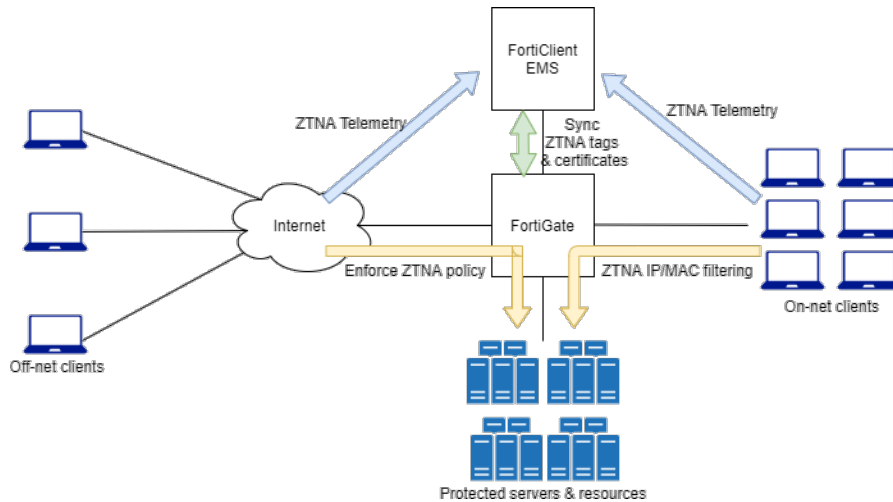 FortiClient
EMS
ZTNA Telemetry
Sync
ZTNA tags
& certificates
ZTNA Telemetry
Internet
FortiGate
Enforce ZTNA policy
ZTNA IP/MAC filtering
On-net clients
Off-net clients
Protected servers & resources